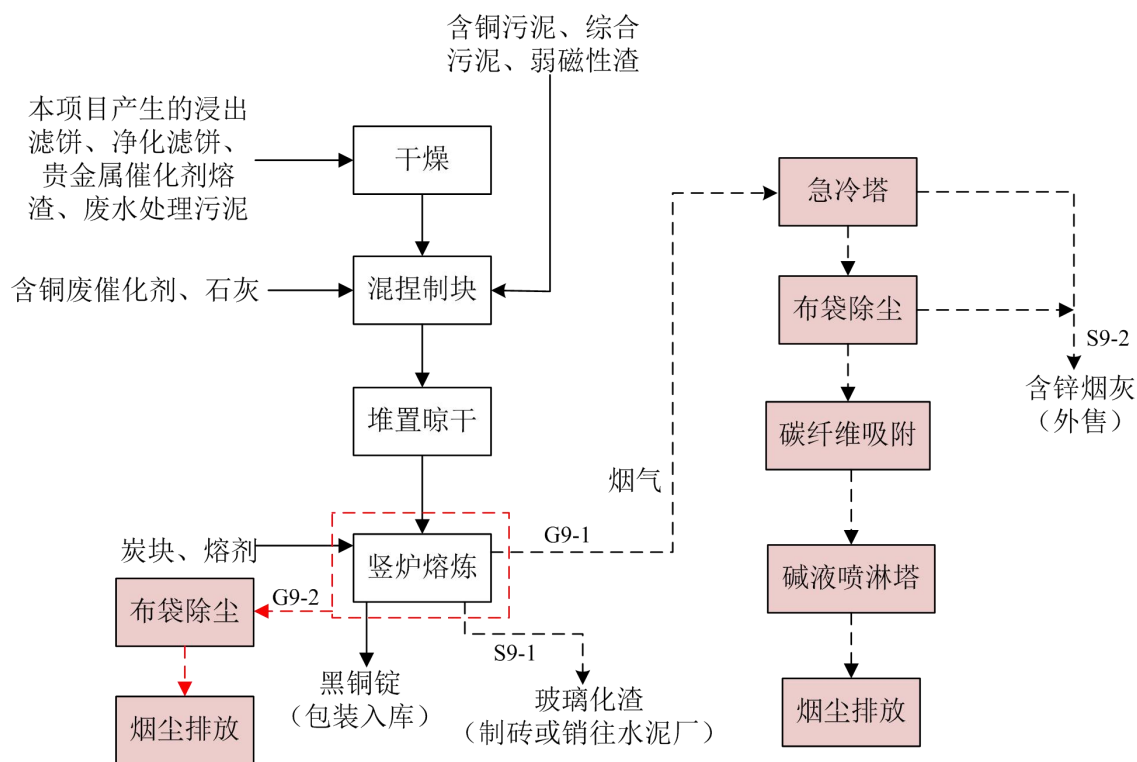 含铜污泥、综合
污泥、弱磁性渣
本项目产生的浸出
滤饼、净化滤饼、
贵金属催化剂熔
渣、废水处理污泥
干燥
急冷塔
含铜废催化剂、石灰
混捏制块
布袋除尘
S9-2
含锌烟灰
（外售）
堆置晾干
碳纤维吸附
烟气
G9-1
炭块、熔剂
竖炉熔炼
碱液喷淋塔
布袋除尘
G9-2
S9-1
黑铜锭
（包装入库）
玻璃化渣
（制砖或销往水泥厂）
烟尘排放
烟尘排放